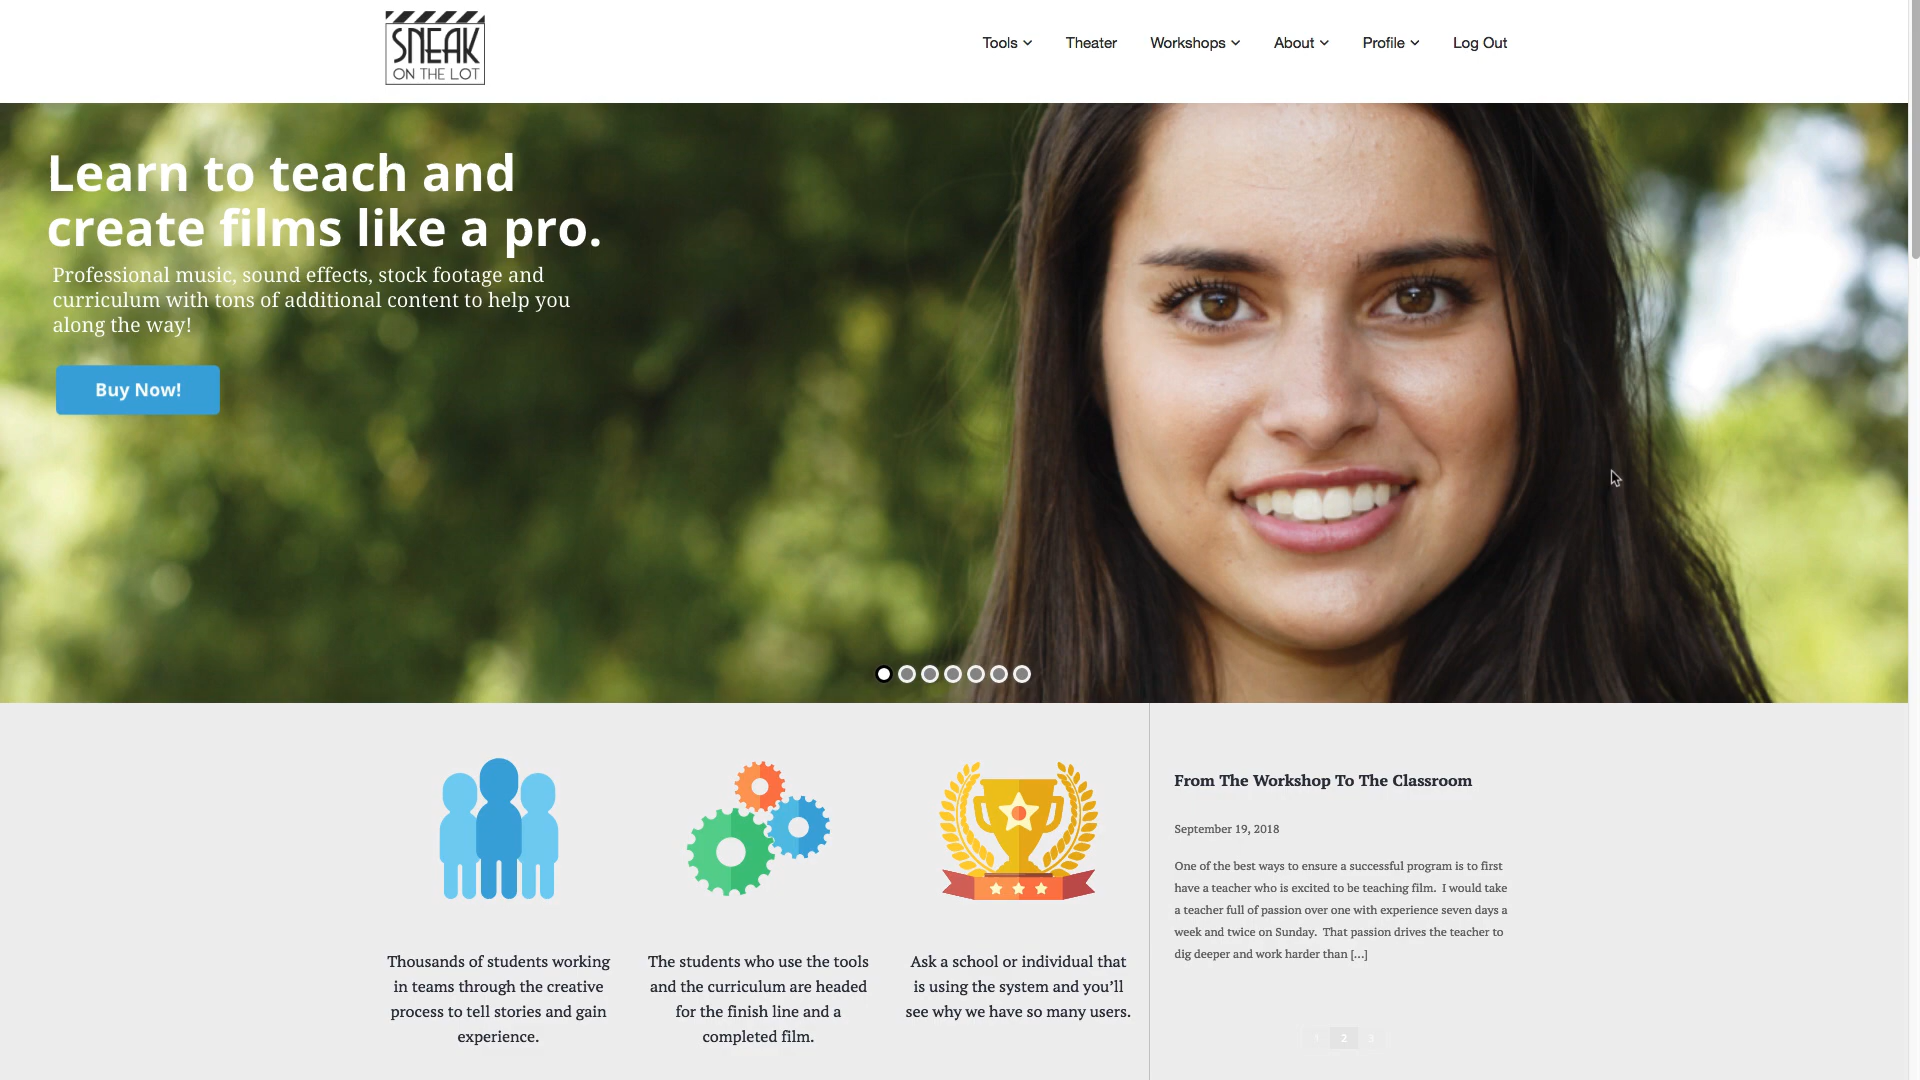 SNEAK
ON THE LOT
Tools
Theater
Workshops
About
Profile
Log Out
Learn to teach and
create films like a pro.
Professional music, sound effects, stock footage and
curriculum with tons of additional content to help you
along the way!
Buy Now!
Thousands of students working
in teams through the creative
process to tell stories and gain
experience.
The students who use the tools
and the curriculum are headed
for the finish line and a
completed film.
Ask a school or individual that
is using the system and you’ll
see why we have so many users.
From The Workshop To The Classroom
September 19, 2018
One of the best ways to ensure a successful program is to first
have a teacher who is excited to be teaching film.  I would take
a teacher full of passion over one with experience seven days a
week and twice on Sunday.  That passion drives the teacher to
dig deeper and work harder than [...]
1 2 3